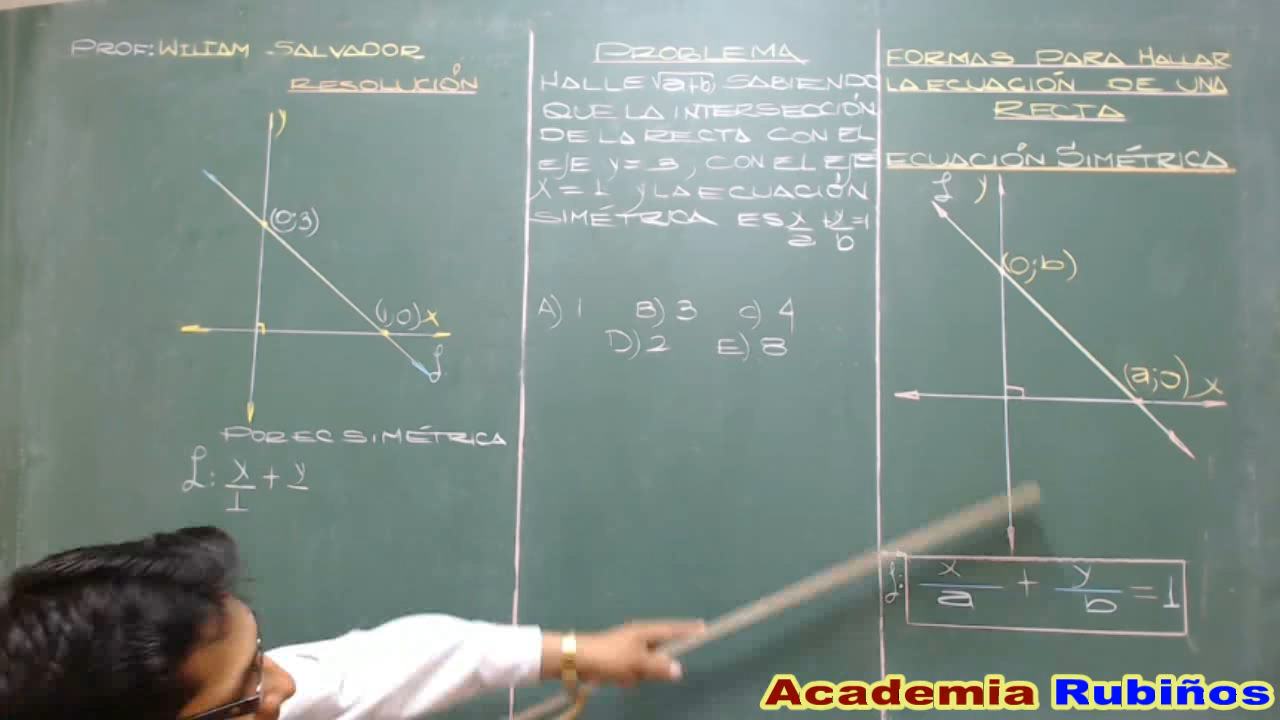 PROF: WILIAM SALVADOR
RESOLUCIÓN
y
(0;3)
(1,0) X
L
POR EC SIMÉTRICA
L: x/1 + y/
PROBLEMA
HALLE √(a+b) SABIENDO
QUE LA INTERSECCIÓN
DE LA RECTA CON EL
EJE Y = 3, CON EL EJE
X = 1 Y LA ECUACIÓN
SIMÉTRICA ES x/a + y/b = 1
A) 1 B) 3 C) 4
D) 2 E) 8
FORMAS PARA HALLAR
LA ECUACIÓN DE UNA
RECTA
ECUACIÓN SIMÉTRICA
L y
(0;b)
(a;0) X
L: x/a + y/b = 1
Academia Rubiños